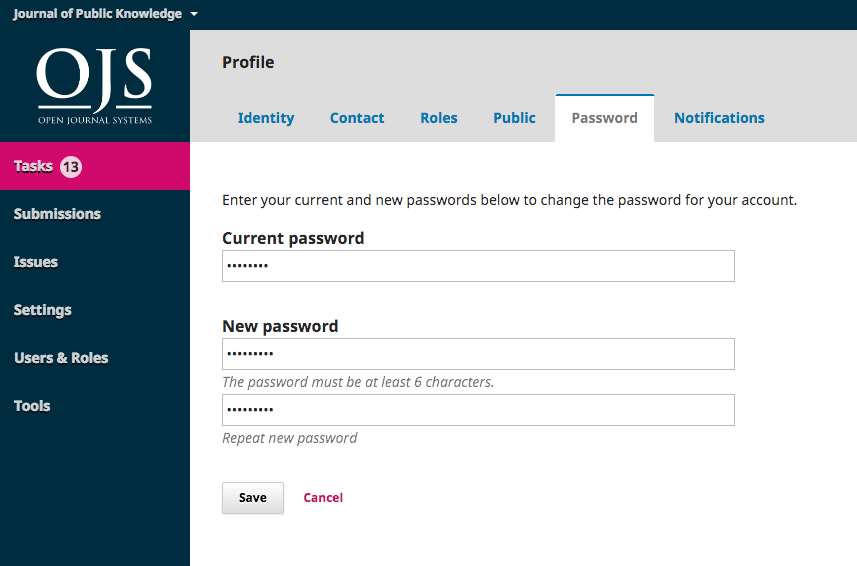 Journal of Public Knowledge
OJS
OPEN JOURNAL SYSTEMS
Tasks 13
Submissions
Issues
Settings
Users & Roles
Tools
Profile
Identity Contact Roles Public Password Notifications
Enter your current and new passwords below to change the password for your account.
Current password
••••••••
New password
•••••••••
The password must be at least 6 characters.
•••••••••
Repeat new password
Save Cancel